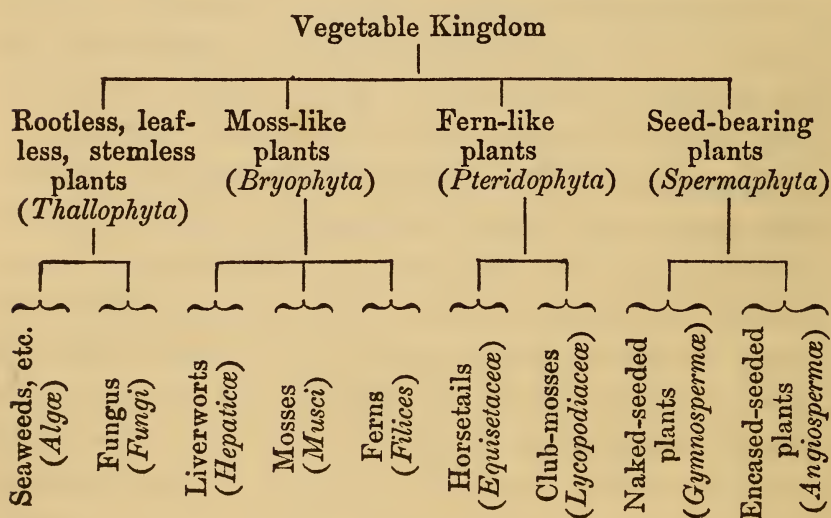 Vegetable Kingdom
Rootless, leaf-
less, stemless
plants
(Thallophyta)
Moss-like
plants
(Bryophyta)
Fern-like
plants
(Pteridophyta)
Seed-bearing
plants
(Spermaphyta)
Seaweeds, etc.
(Algæ)
Fungus
(Fungi)
Liverworts
(Hepaticæ)
Mosses
(Musci)
Ferns
(Filices)
Horsetails
(Equisetaceæ)
Club-mosses
(Lycopodiaceæ)
Naked-seeded
plants
(Gymnospermæ)
Encased-seeded
plants
(Angiospermæ)